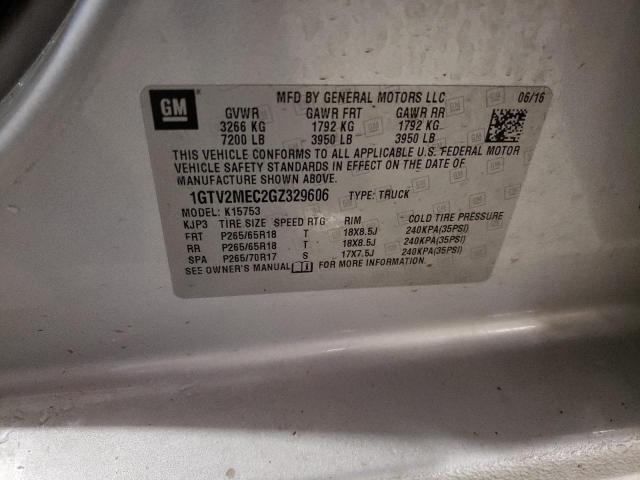 GM
MFD BY GENERAL MOTORS LLC 06/16
GVWR GAWR FRT GAWR RR
3266 KG 1792 KG 1792 KG
7200 LB 3950 LB 3950 LB
THIS VEHICLE CONFORMS TO ALL APPLICABLE U.S. FEDERAL MOTOR
VEHICLE SAFETY STANDARDS IN EFFECT ON THE DATE OF
MANUFACTURE SHOWN ABOVE.
1GTV2MEC2GZ329606 TYPE: TRUCK
MODEL: K15753
KJP3 TIRE SIZE SPEED RTG RIM COLD TIRE PRESSURE
FRT P265/65R18 T 18X8.5J 240KPA(35PSI)
RR P265/65R18 T 18X8.5J 240KPA(35PSI)
SPA P265/70R17 S 17X7.5J 240KPA(35PSI)
SEE OWNER'S MANUAL FOR MORE INFORMATION.